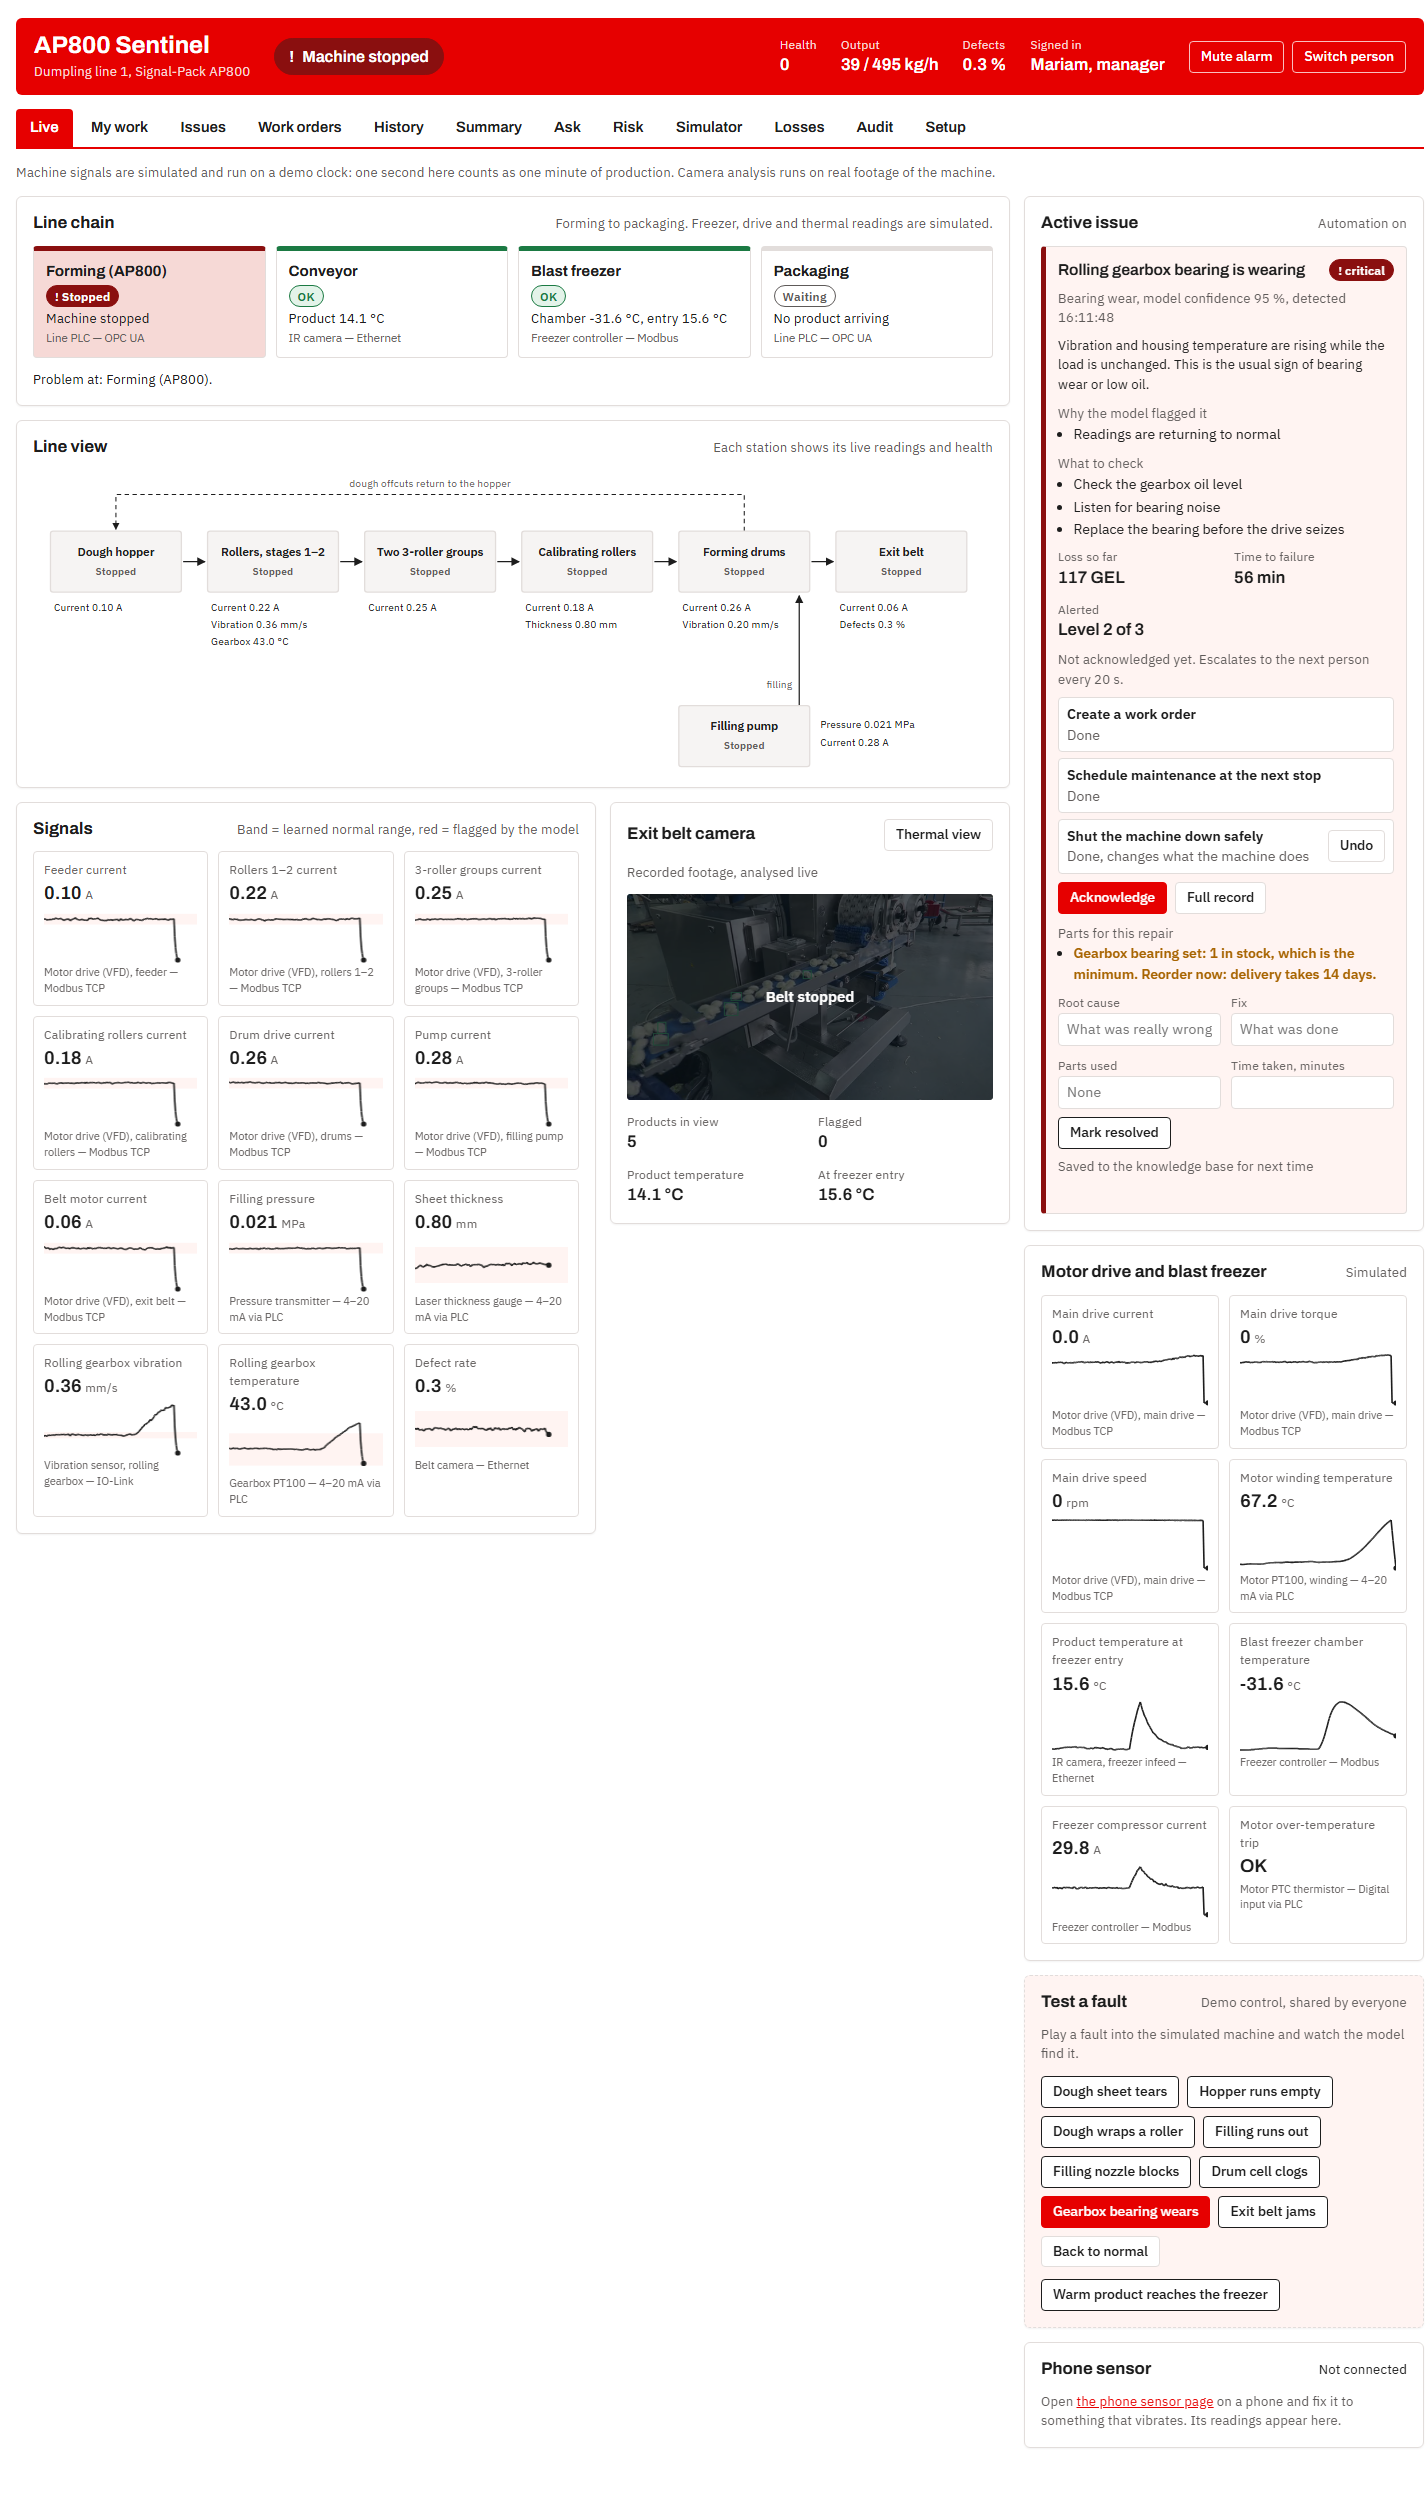 AP800 Sentinel
Dumpling line 1, Signal-Pack AP800
! Machine stopped
Health
0
Output
39 / 495 kg/h
Defects
0.3 %
Signed in
Mariam, manager
Mute alarm
Switch person
Live
My work
Issues
Work orders
History
Summary
Ask
Risk
Simulator
Losses
Audit
Setup
Machine signals are simulated and run on a demo clock: one second here counts as one minute of production. Camera analysis runs on real footage of the machine.
Line chain
Forming to packaging. Freezer, drive and thermal readings are simulated.
Forming (AP800)
! Stopped
Machine stopped
Line PLC — OPC UA
Conveyor
OK
Product 14.1 °C
IR camera — Ethernet
Blast freezer
OK
Chamber -31.6 °C, entry 15.6 °C
Freezer controller — Modbus
Packaging
Waiting
No product arriving
Line PLC — OPC UA
Problem at: Forming (AP800).
Line view
Each station shows its live readings and health
dough offcuts return to the hopper
Dough hopper
Stopped
Current 0.10 A
Rollers, stages 1–2
Stopped
Current 0.22 A
Vibration 0.36 mm/s
Gearbox 43.0 °C
Two 3-roller groups
Stopped
Current 0.25 A
Calibrating rollers
Stopped
Current 0.18 A
Thickness 0.80 mm
Forming drums
Stopped
Current 0.26 A
Vibration 0.20 mm/s
Exit belt
Stopped
Current 0.06 A
Defects 0.3 %
filling
Filling pump
Stopped
Pressure 0.021 MPa
Current 0.28 A
Signals
Band = learned normal range, red = flagged by the model
Feeder current
0.10 A
Motor drive (VFD), feeder —
Modbus TCP
Rollers 1–2 current
0.22 A
Motor drive (VFD), rollers 1–2
— Modbus TCP
3-roller groups current
0.25 A
Motor drive (VFD), 3-roller
groups — Modbus TCP
Calibrating rollers current
0.18 A
Motor drive (VFD), calibrating
rollers — Modbus TCP
Drum drive current
0.26 A
Motor drive (VFD), drums —
Modbus TCP
Pump current
0.28 A
Motor drive (VFD), filling pump
— Modbus TCP
Belt motor current
0.06 A
Motor drive (VFD), exit belt —
Modbus TCP
Filling pressure
0.021 MPa
Pressure transmitter — 4–20
mA via PLC
Sheet thickness
0.80 mm
Laser thickness gauge — 4–20
mA via PLC
Rolling gearbox vibration
0.36 mm/s
Vibration sensor, rolling
gearbox — IO-Link
Rolling gearbox
temperature
43.0 °C
Gearbox PT100 — 4–20 mA via
PLC
Defect rate
0.3 %
Belt camera — Ethernet
Exit belt camera
Thermal view
Recorded footage, analysed live
Belt stopped
Products in view
5
Flagged
0
Product temperature
14.1 °C
At freezer entry
15.6 °C
Active issue
Automation on
Rolling gearbox bearing is wearing
! critical
Bearing wear, model confidence 95 %, detected
16:11:48
Vibration and housing temperature are rising while the
load is unchanged. This is the usual sign of bearing
wear or low oil.
Why the model flagged it
Readings are returning to normal
What to check
Check the gearbox oil level
Listen for bearing noise
Replace the bearing before the drive seizes
Loss so far
117 GEL
Time to failure
56 min
Alerted
Level 2 of 3
Not acknowledged yet. Escalates to the next person
every 20 s.
Create a work order
Done
Schedule maintenance at the next stop
Done
Shut the machine down safely
Done, changes what the machine does
Undo
Acknowledge
Full record
Parts for this repair
Gearbox bearing set: 1 in stock, which is the
minimum. Reorder now: delivery takes 14 days.
Root cause
What was really wrong
Fix
What was done
Parts used
None
Time taken, minutes
Mark resolved
Saved to the knowledge base for next time
Motor drive and blast freezer
Simulated
Main drive current
0.0 A
Motor drive (VFD), main drive —
Modbus TCP
Main drive torque
0 %
Motor drive (VFD), main drive —
Modbus TCP
Main drive speed
0 rpm
Motor drive (VFD), main drive —
Modbus TCP
Motor winding temperature
67.2 °C
Motor PT100, winding — 4–20
mA via PLC
Product temperature at
freezer entry
15.6 °C
IR camera, freezer infeed —
Ethernet
Blast freezer chamber
temperature
-31.6 °C
Freezer controller — Modbus
Freezer compressor current
29.8 A
Freezer controller — Modbus
Motor over-temperature
trip
OK
Motor PTC thermistor — Digital
input via PLC
Test a fault
Demo control, shared by everyone
Play a fault into the simulated machine and watch the model
find it.
Dough sheet tears
Hopper runs empty
Dough wraps a roller
Filling runs out
Filling nozzle blocks
Drum cell clogs
Gearbox bearing wears
Exit belt jams
Back to normal
Warm product reaches the freezer
Phone sensor
Not connected
Open the phone sensor page on a phone and fix it to
something that vibrates. Its readings appear here.